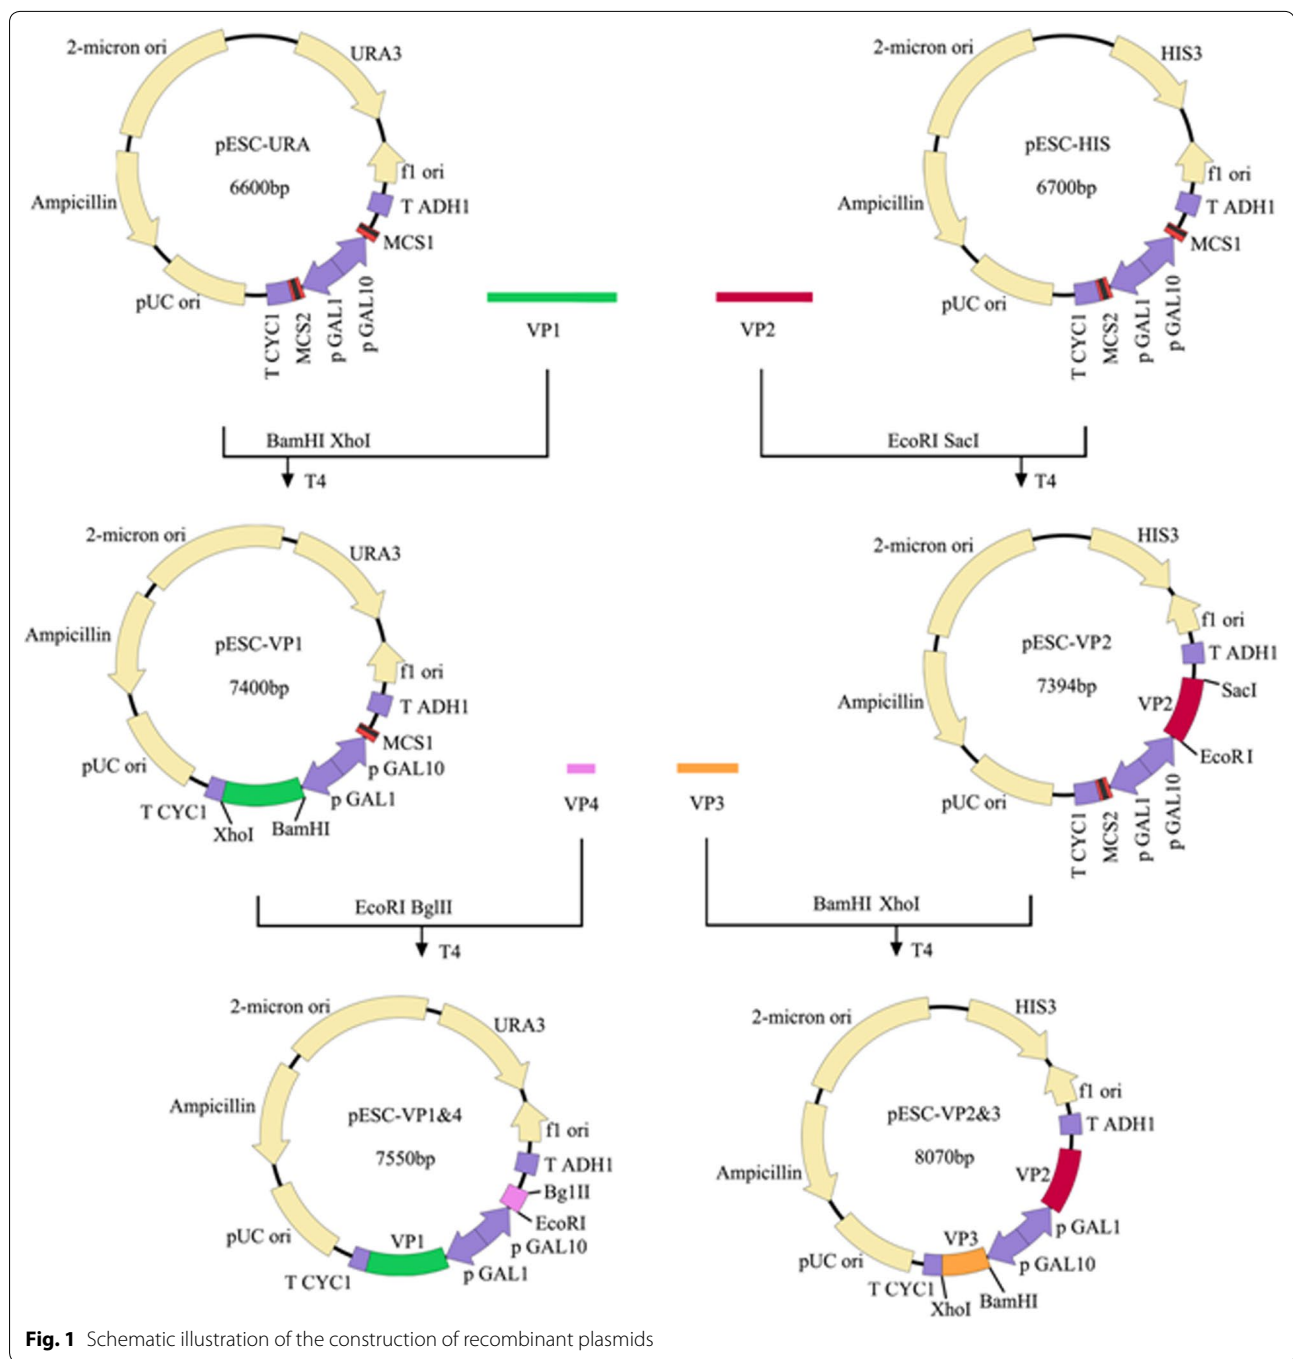 2-micron ori
URA3
pESC-URA
6600bp
Ampicillin
f1 ori
T ADH1
MCS1
pUC ori
T CYC1
MCS2
p GAL1
p GAL10
2-micron ori
HIS3
pESC-HIS
6700bp
Ampicillin
f1 ori
T ADH1
MCS1
pUC ori
T CYC1
MCS2
p GAL1
p GAL10
VP1
VP2
BamHI XhoI
T4
EcoRI SacI
T4
2-micron ori
URA3
Ampicillin
pESC-VP1
7400bp
f1 ori
T ADH1
MCS1
p GAL10
p GAL1
pUC ori
T CYC1
XhoI
BamHI
2-micron ori
HIS3
f1 ori
pESC-VP2
7394bp
T ADH1
SacI
VP2
Ampicillin
EcoR I
pUC ori
T CYC1
MCS2
p GAL1
p GAL10
VP4
VP3
EcoRI BglII
T4
BamHI XhoI
T4
2-micron ori
URA3
Ampicillin
pESC-VP1&4
7550bp
f1 ori
T ADH1
Bg1II
EcoRI
p GAL10
p GAL1
pUC ori
VP1
T CYC1
2-micron ori
HIS3
f1 ori
pESC-VP2&3
8070bp
T ADH1
Ampicillin
VP2
p GAL1
p GAL10
VP3
pUC ori
T CYC1
XhoI
BamHI
Fig. 1 Schematic illustration of the construction of recombinant plasmids